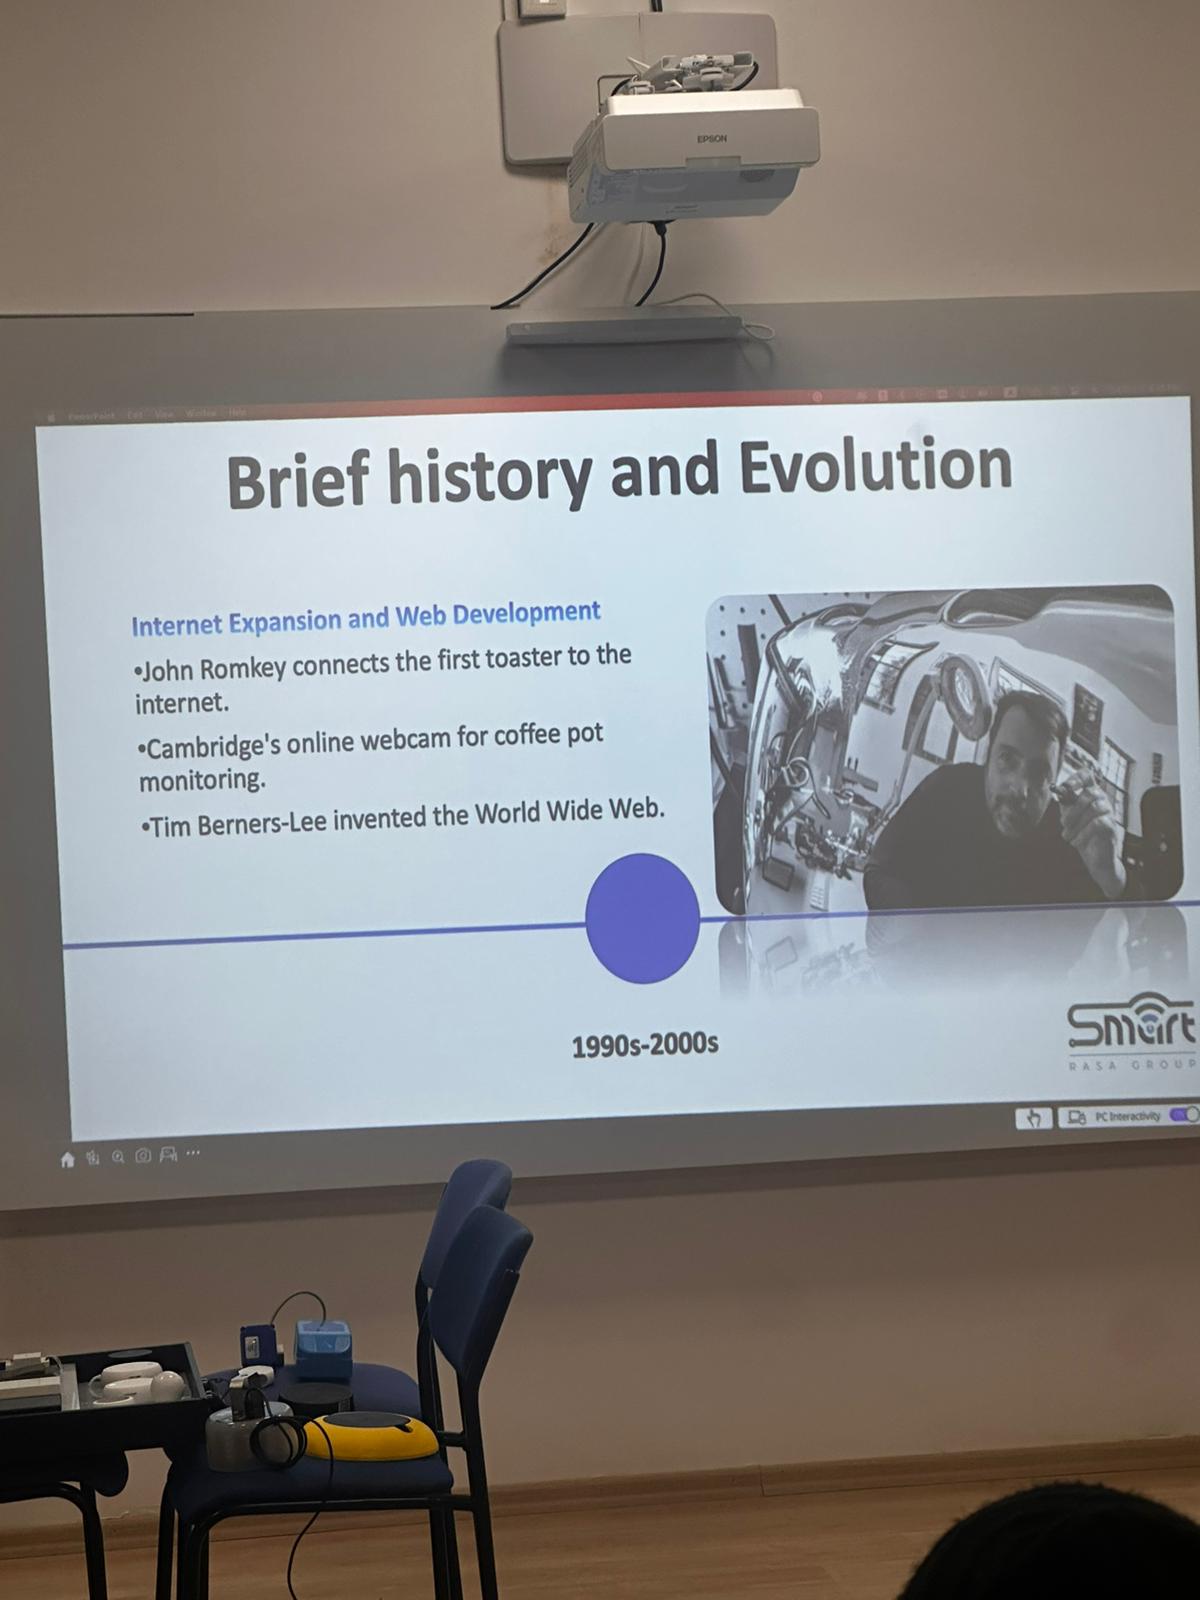 EPSON
PowerPoint Edit View Window Help
Brief history and Evolution
Internet Expansion and Web Development
•John Romkey connects the first toaster to the
internet.
•Cambridge's online webcam for coffee pot
monitoring.
•Tim Berners-Lee invented the World Wide Web.
1990s-2000s
Smart
RASA GROUP
PC Interactivity